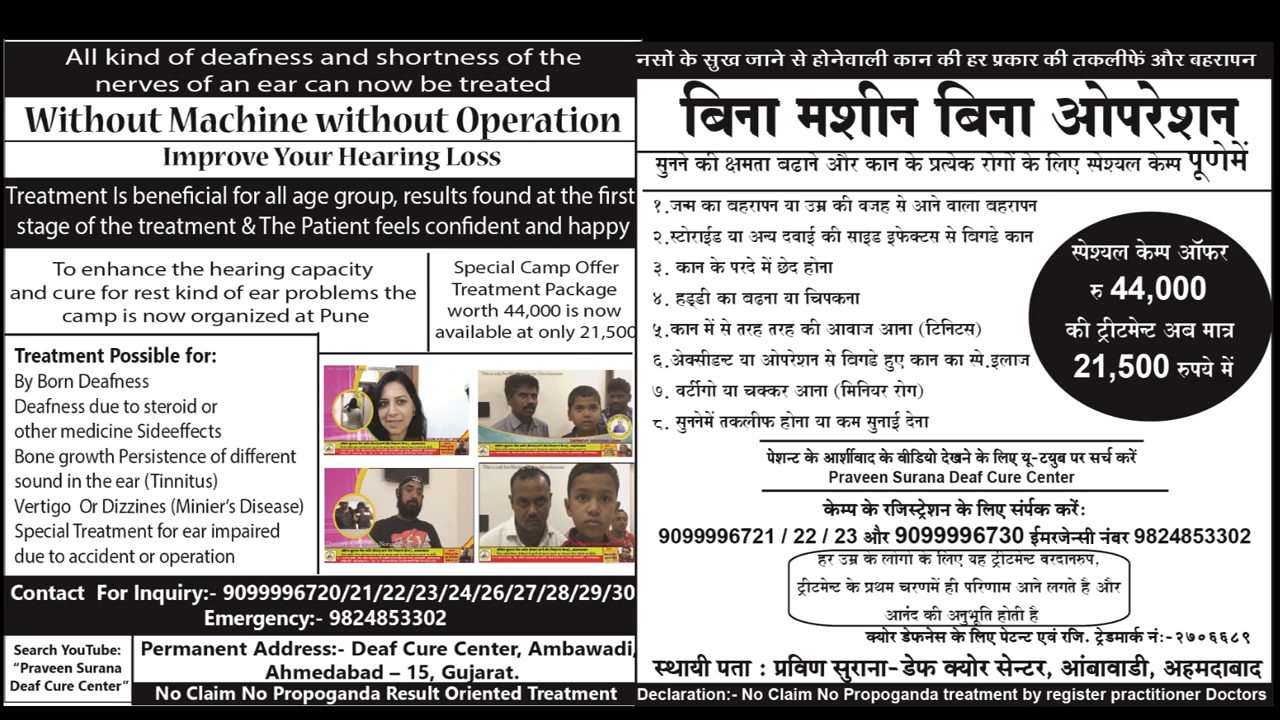 All kind of deafness and shortness of the
nerves of an ear can now be treated
Without Machine without Operation
Improve Your Hearing Loss
Treatment Is beneficial for all age group, results found at the first
stage of the treatment & The Patient feels confident and happy
To enhance the hearing capacity
and cure for rest kind of ear problems the
camp is now organized at Pune
Special Camp Offer
Treatment Package
worth 44,000 is now
available at only 21,500
Treatment Possible for:
By Born Deafness
Deafness due to steroid or
other medicine Sideeffects
Bone growth Persistence of different
sound in the ear (Tinnitus)
Vertigo Or Dizzines (Minier's Disease)
Special Treatment for ear impaired
due to accident or operation
Contact For Inquiry:- 9099996720/21/22/23/24/26/27/28/29/30
Emergency:- 9824853302
Search YouTube:
"Praveen Surana
Deaf Cure Center"
Permanent Address:- Deaf Cure Center, Ambawadi,
Ahmedabad – 15, Gujarat.
No Claim No Propoganda Result Oriented Treatment
नसों के सुख जाने से होनेवाली कान की हर प्रकार की तकलीफें और बहरापन
बिना मशीन बिना ओपरेशन
सुनने की क्षमता बढाने और कान के प्रत्येक रोगों के लिए स्पेश्यल केम्प पूणेमें
१.जन्म का बहरापन या उम्र की वजह से आने वाला बहरापन
२.स्टोराईड या अन्य दवाई की साइड इफेक्टस से बिगडे कान
३. कान के परदे में छेद होना
४. हड्डी का बढना या चिपकना
५.कान में से तरह तरह की आवाज आना (टिनिटस)
६.अेक्सीडन्ट या ओपरेशन से बिगडे हुए कान का स्पे.इलाज
७. वर्टीगो या चक्कर आना (मिनियर रोग)
८. सुननेमें तकलीफ होना या कम सुनाई देना
स्पेश्यल केम्प ऑफर
रु 44,000
की ट्रीटमेन्ट अब मात्र
21,500 रुपये में
पेशन्ट के आर्शीवाद के वीडियो देखने के लिए यू-टयुब पर सर्च करें
Praveen Surana Deaf Cure Center
केम्प के रजिस्ट्रेशन के लिए संर्पक करें:
9099996721 / 22 / 23 और 9099996730 ईमरजेन्सी नंबर 9824853302
हर उम्र के लोगो के लिए यह ट्रीटमेन्ट वरदानरुप,
ट्रीटमेन्ट के प्रथम चरणमें ही परिणाम आने लगते है और
आनंद की अनुभूति होती है
क्योर डेफनेस के लिए पेटन्ट एवं रजि. ट्रेडमार्क नं:-२७०६६८९
स्थायी पता : प्रविण सुराना-डेफ क्योर सेन्टर, आंबावाडी, अहमदाबाद
Declaration:- No Claim No Propoganda treatment by register practitioner Doctors